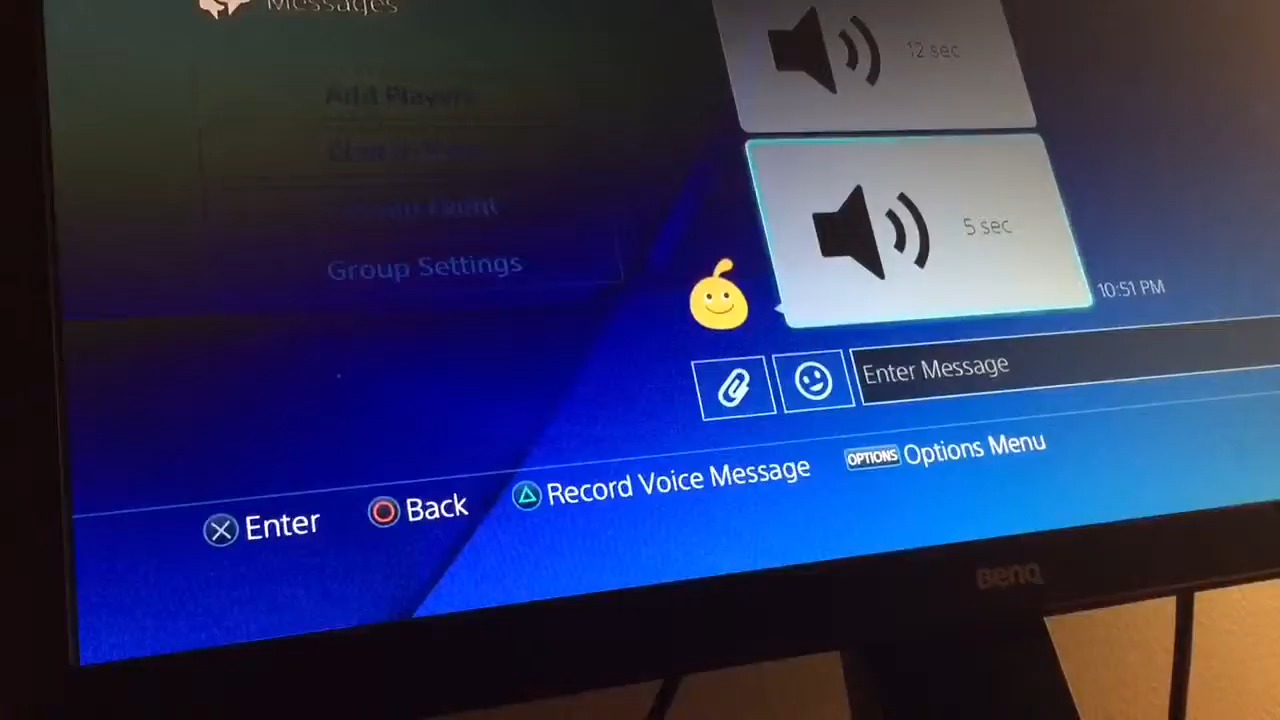 Messages
12 sec
Add Players
5 sec
Group Settings
10:51 PM
Enter Message
Enter
Back
Record Voice Message
OPTIONS Options Menu
BenQ